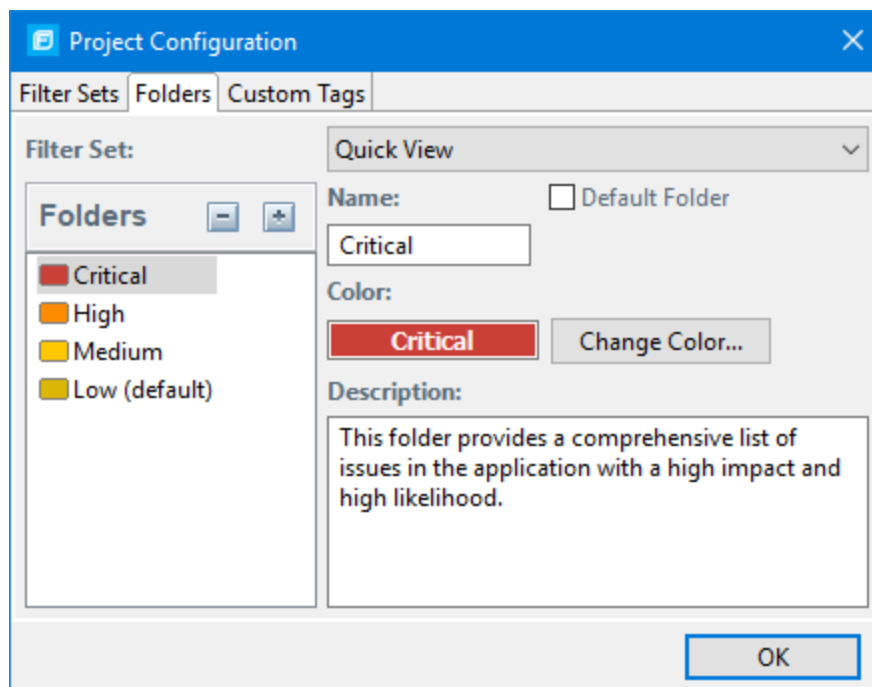 Project Configuration
Filter Sets Folders Custom Tags
Filter Set: Quick View
Folders
Critical
High
Medium
Low (default)
Name: Default Folder
Critical
Color:
Critical Change Color...
Description:
This folder provides a comprehensive list of
issues in the application with a high impact and
high likelihood.
OK